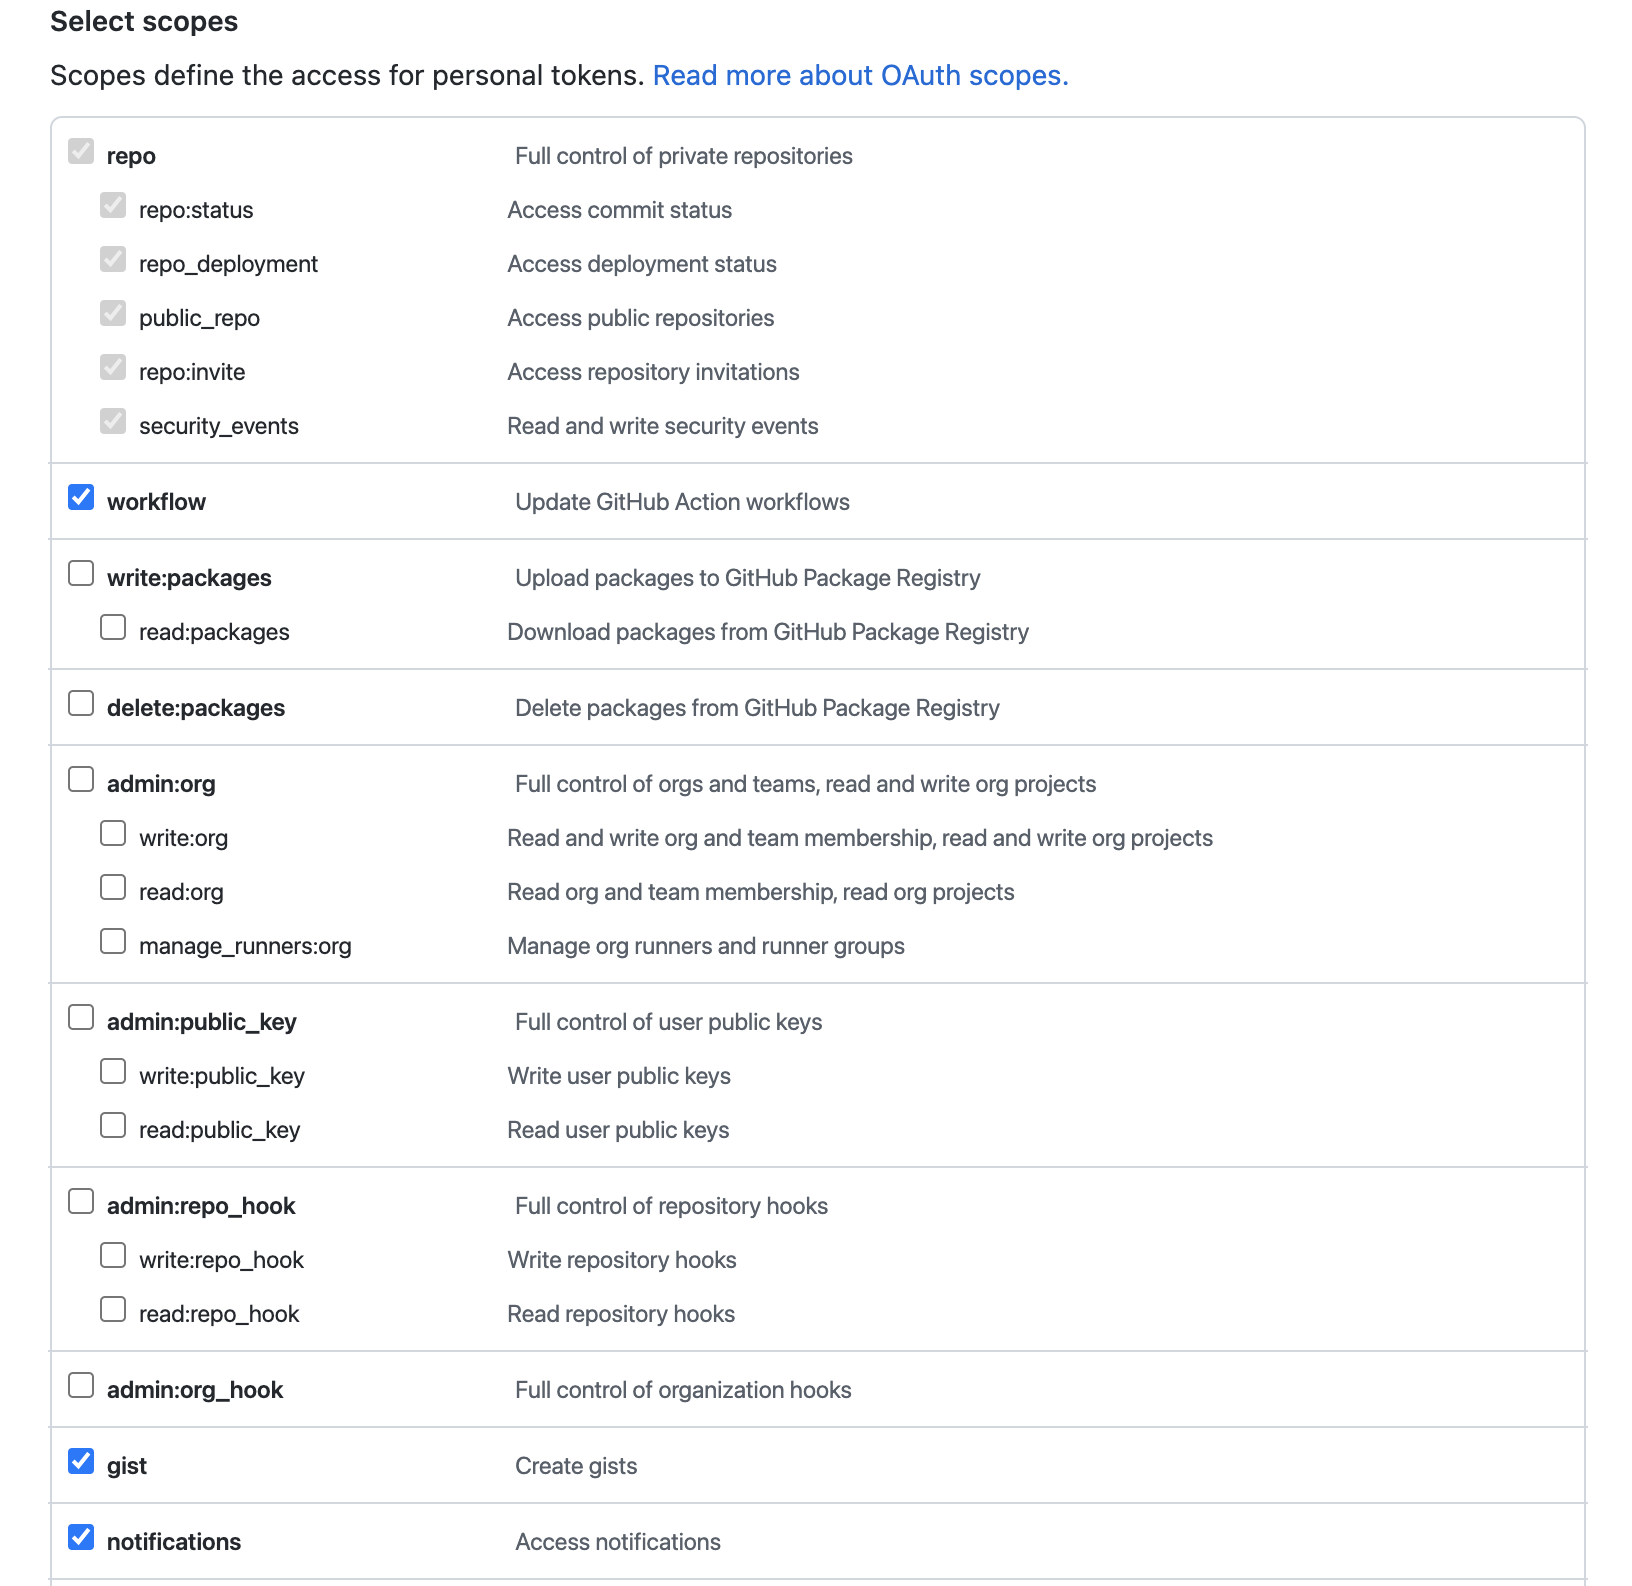 Select scopes
Scopes define the access for personal tokens. Read more about OAuth scopes.
repo Full control of private repositories
repo:status Access commit status
repo_deployment Access deployment status
public_repo Access public repositories
repo:invite Access repository invitations
security_events Read and write security events
workflow Update GitHub Action workflows
write:packages Upload packages to GitHub Package Registry
read:packages Download packages from GitHub Package Registry
delete:packages Delete packages from GitHub Package Registry
admin:org Full control of orgs and teams, read and write org projects
write:org Read and write org and team membership, read and write org projects
read:org Read org and team membership, read org projects
manage_runners:org Manage org runners and runner groups
admin:public_key Full control of user public keys
write:public_key Write user public keys
read:public_key Read user public keys
admin:repo_hook Full control of repository hooks
write:repo_hook Write repository hooks
read:repo_hook Read repository hooks
admin:org_hook Full control of organization hooks
gist Create gists
notifications Access notifications